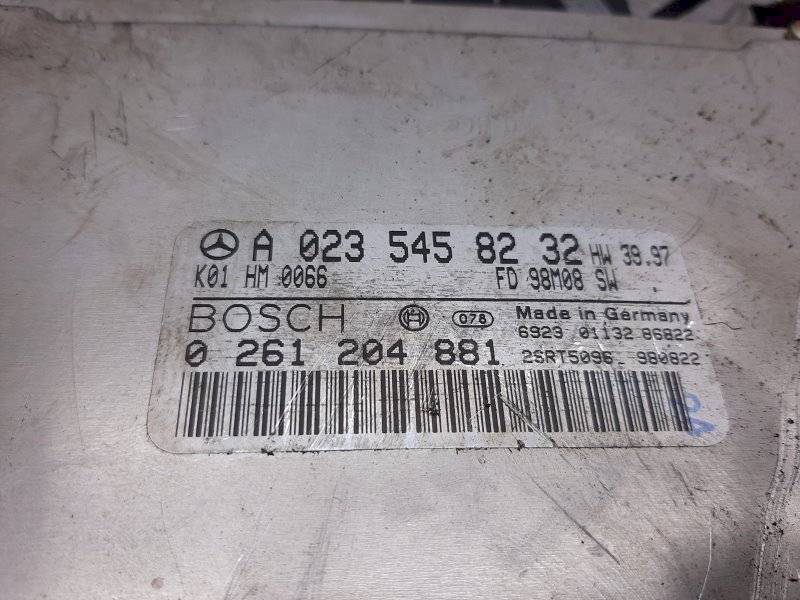 A 023 545 82 32 HW 39.97
K01 HM 0066 FD 98M08 SW .
BOSCH 078 Made in Germany
6923 01132 86822
0 261 204 881 2SRT5096 980822